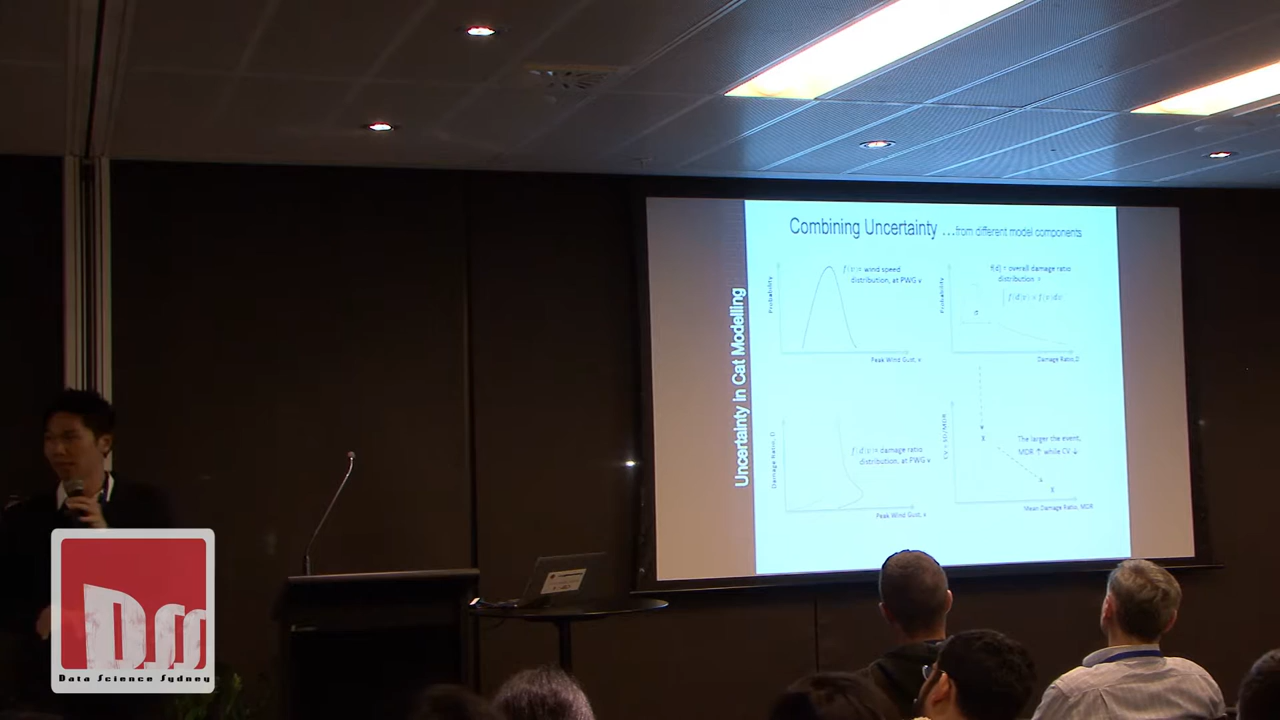 Combining Uncertainty ...from different model components
Uncertainty in Cat Modelling
Probability
f(v)= wind speed
distribution, at PWG v
Peak Wind Gust, v
Probability
f(d) = overall damage ratio
distribution =
f(d|v) × f(v)dv
σ
Damage Ratio,D
Damage Ratio, D
f(d|v)= damage ratio
distribution, at PWG v
Peak Wind Gust, v
CV = SD/MDR
X
The larger the event,
MDR ↑ while CV ↓
X
Mean Damage Ratio, MDR
DSS
Data Science Sydney